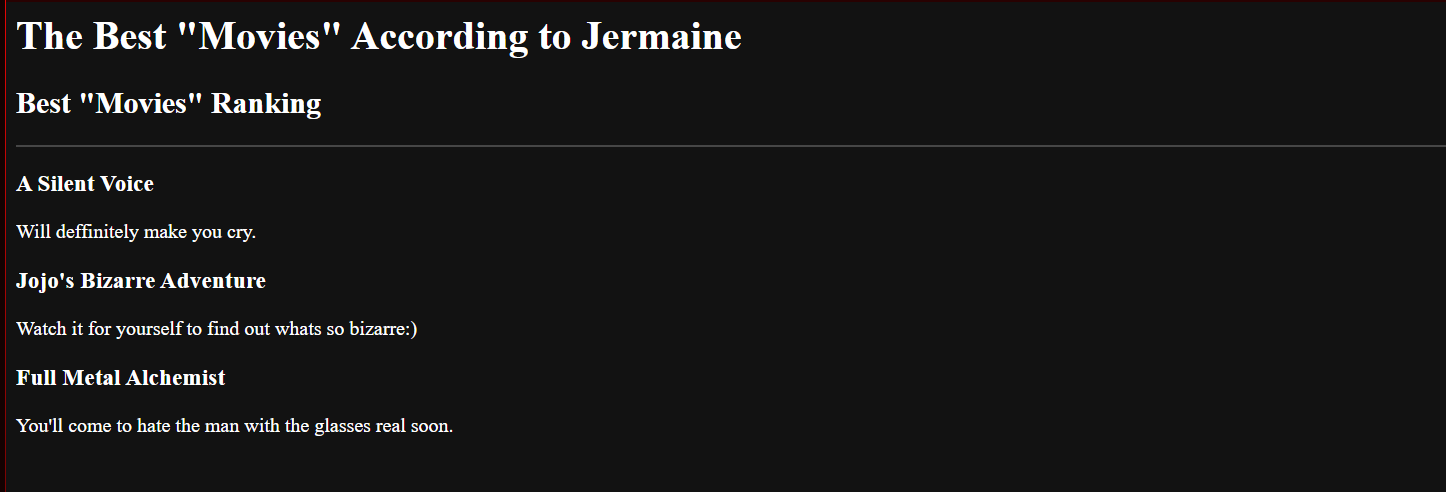 The Best "Movies" According to Jermaine
Best "Movies" Ranking
A Silent Voice
Will deffinitely make you cry.
Jojo's Bizarre Adventure
Watch it for yourself to find out whats so bizarre:)
Full Metal Alchemist
You'll come to hate the man with the glasses real soon.